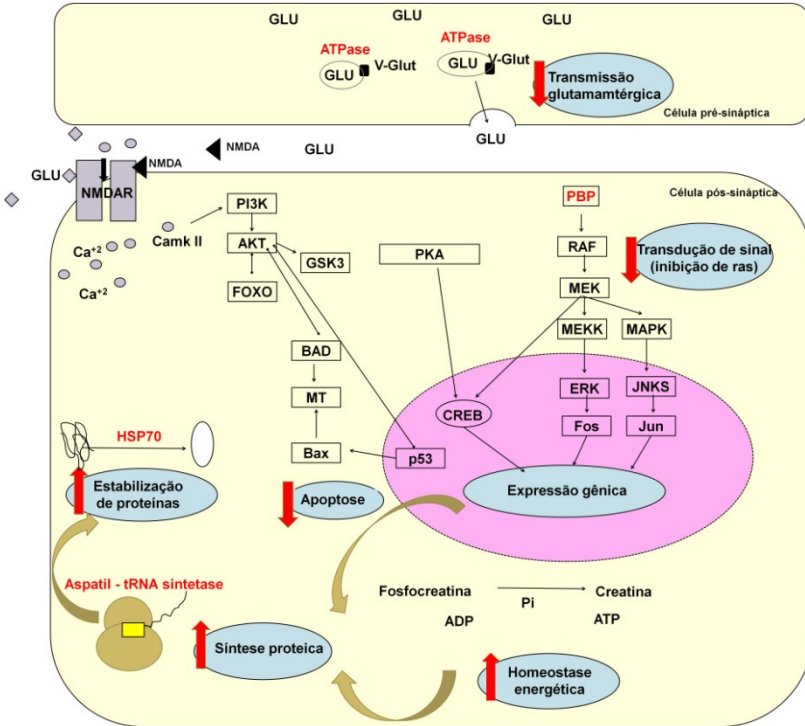 GLU
GLU
GLU
GLU
ATPase
GLU
V-Glut
ATPase
GLU
V-Glut
Transmissão
glutamamtérgica
Célula pré-sináptica
GLU
NMDA
GLU
NMDA
GLU
NMDAR
Célula pós-sináptica
Ca+2
Ca+2
Camk II
PI3K
AKT
GSK3
FOXO
PKA
PBP
RAF
MEK
MEKK
MAPK
Transdução de sinal
(inibição de ras)
BAD
MT
Bax
p53
CREB
ERK
JNKS
Fos
Jun
Expressão gênica
HSP70
Estabilização
de proteínas
Apoptose
Aspatil - tRNA sintetase
Síntese proteica
Fosfocreatina
Pi
Creatina
ADP
ATP
Homeostase
energética